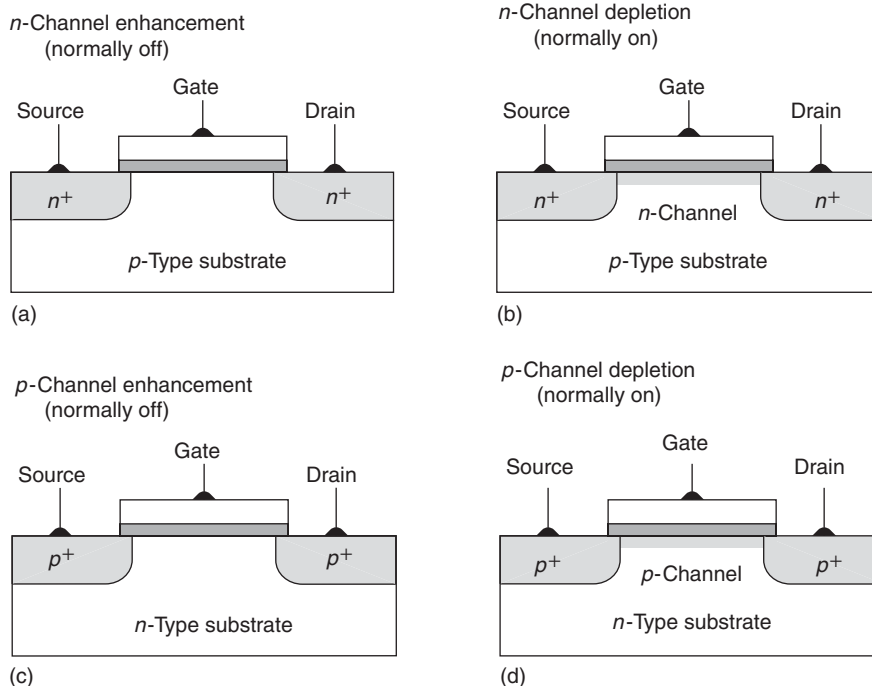 n-Channel enhancement
(normally off)
Gate
Source
Drain
n+
n+
p-Type substrate
(a)
n-Channel depletion
(normally on)
Gate
Source
Drain
n+
n-Channel
n+
p-Type substrate
(b)
p-Channel enhancement
(normally off)
Gate
Source
Drain
p+
p+
n-Type substrate
(c)
p-Channel depletion
(normally on)
Gate
Source
Drain
p+
p-Channel
p+
n-Type substrate
(d)